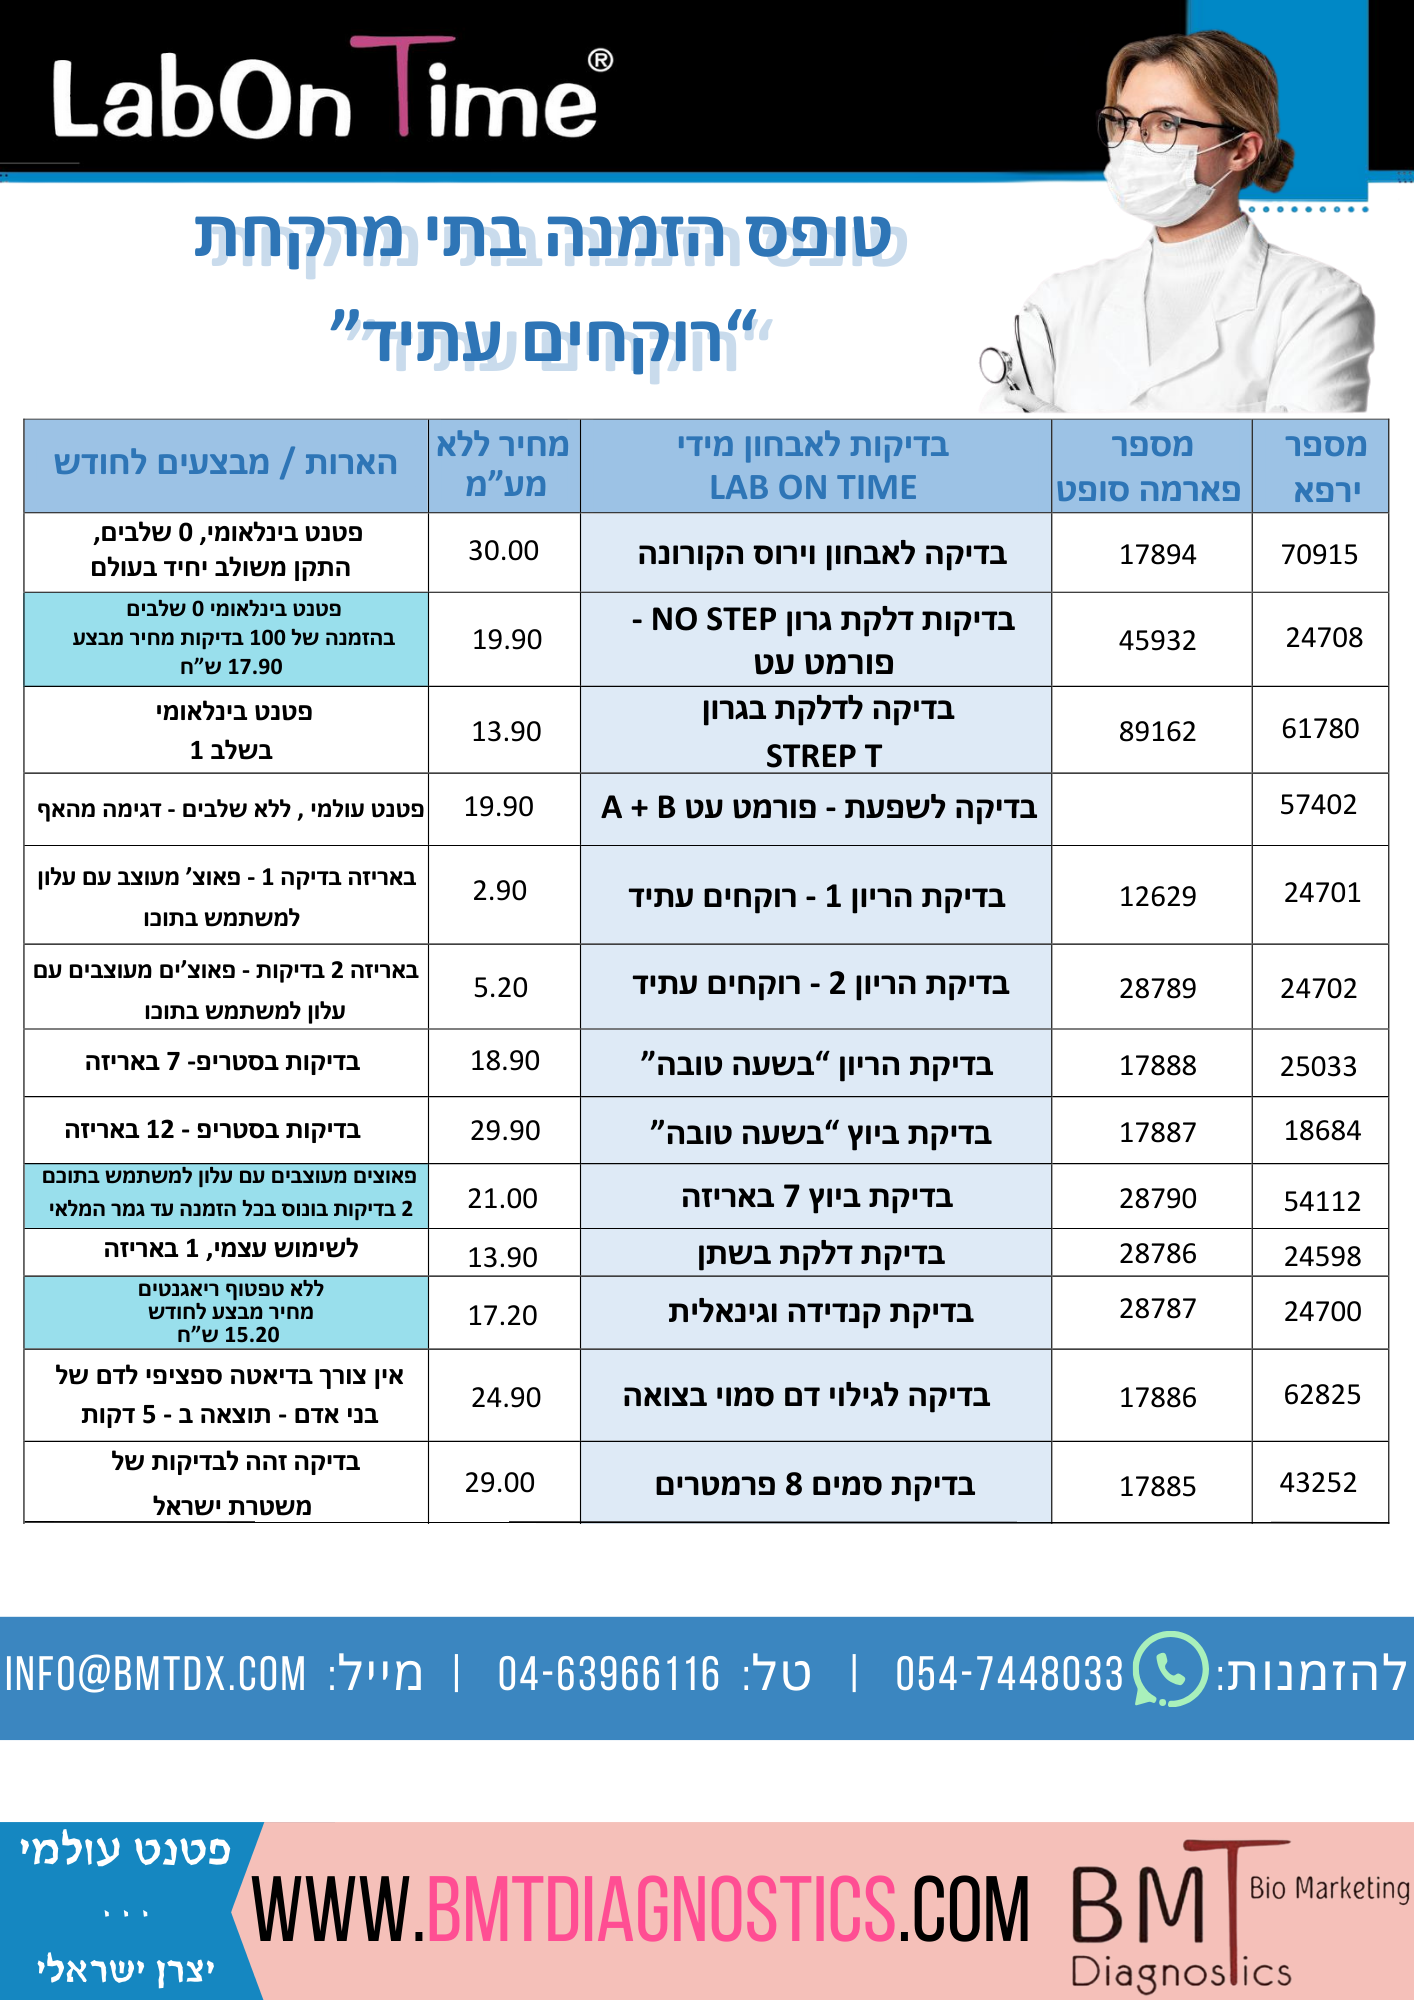 LabOnTime®
טופס הזמנה בתי מרקחת
“רוקחים עתיד”
מספר ירפא
מספר פארמה סופט
בדיקות לאבחון מידי
LAB ON TIME
מחיר ללא מע”מ
הארות / מבצעים לחודש
70915
17894
בדיקה לאבחון וירוס הקורונה
30.00
פטנט בינלאומי, 0 שלבים,
התקן משולב יחיד בעולם
24708
45932
בדיקות דלקת גרון NO STEP -
פורמט עט
19.90
פטנט בינלאומי 0 שלבים
בהזמנה של 100 בדיקות מחיר מבצע
17.90 ש”ח
61780
89162
בדיקה לדלקת בגרון
STREP T
13.90
פטנט בינלאומי
בשלב 1
57402
בדיקה לשפעת - פורמט עט A + B
19.90
פטנט עולמי , ללא שלבים - דגימה מהאף
24701
12629
בדיקת הריון 1 - רוקחים עתיד
2.90
באריזה בדיקה 1 - פאוצ’ מעוצב עם עלון
למשתמש בתוכו
24702
28789
בדיקת הריון 2 - רוקחים עתיד
5.20
באריזה 2 בדיקות - פאוצ’ים מעוצבים עם
עלון למשתמש בתוכו
25033
17888
בדיקת הריון “בשעה טובה”
18.90
בדיקות בסטריפ- 7 באריזה
18684
17887
בדיקת ביוץ “בשעה טובה”
29.90
בדיקות בסטריפ - 12 באריזה
54112
28790
בדיקת ביוץ 7 באריזה
21.00
פאוצים מעוצבים עם עלון למשתמש בתוכם
2 בדיקות בונוס בכל הזמנה עד גמר המלאי
24598
28786
בדיקת דלקת בשתן
13.90
לשימוש עצמי, 1 באריזה
24700
28787
בדיקת קנדידה וגינאלית
17.20
ללא טפטוף ריאגנטים
מחיר מבצע לחודש
15.20 ש”ח
62825
17886
בדיקה לגילוי דם סמוי בצואה
24.90
אין צורך בדיאטה ספציפי לדם של
בני אדם - תוצאה ב - 5 דקות
43252
17885
בדיקת סמים 8 פרמטרים
29.00
בדיקה זהה לבדיקות של
משטרת ישראל
להזמנות: 054-7448033 | טל: 04-63966116 | מייל: INFO@BMTDX.COM
פטנט עולמי
...
יצרן ישראלי
WWW.BMTDIAGNOSTICS.COM
BMT Bio Marketing
Diagnostics